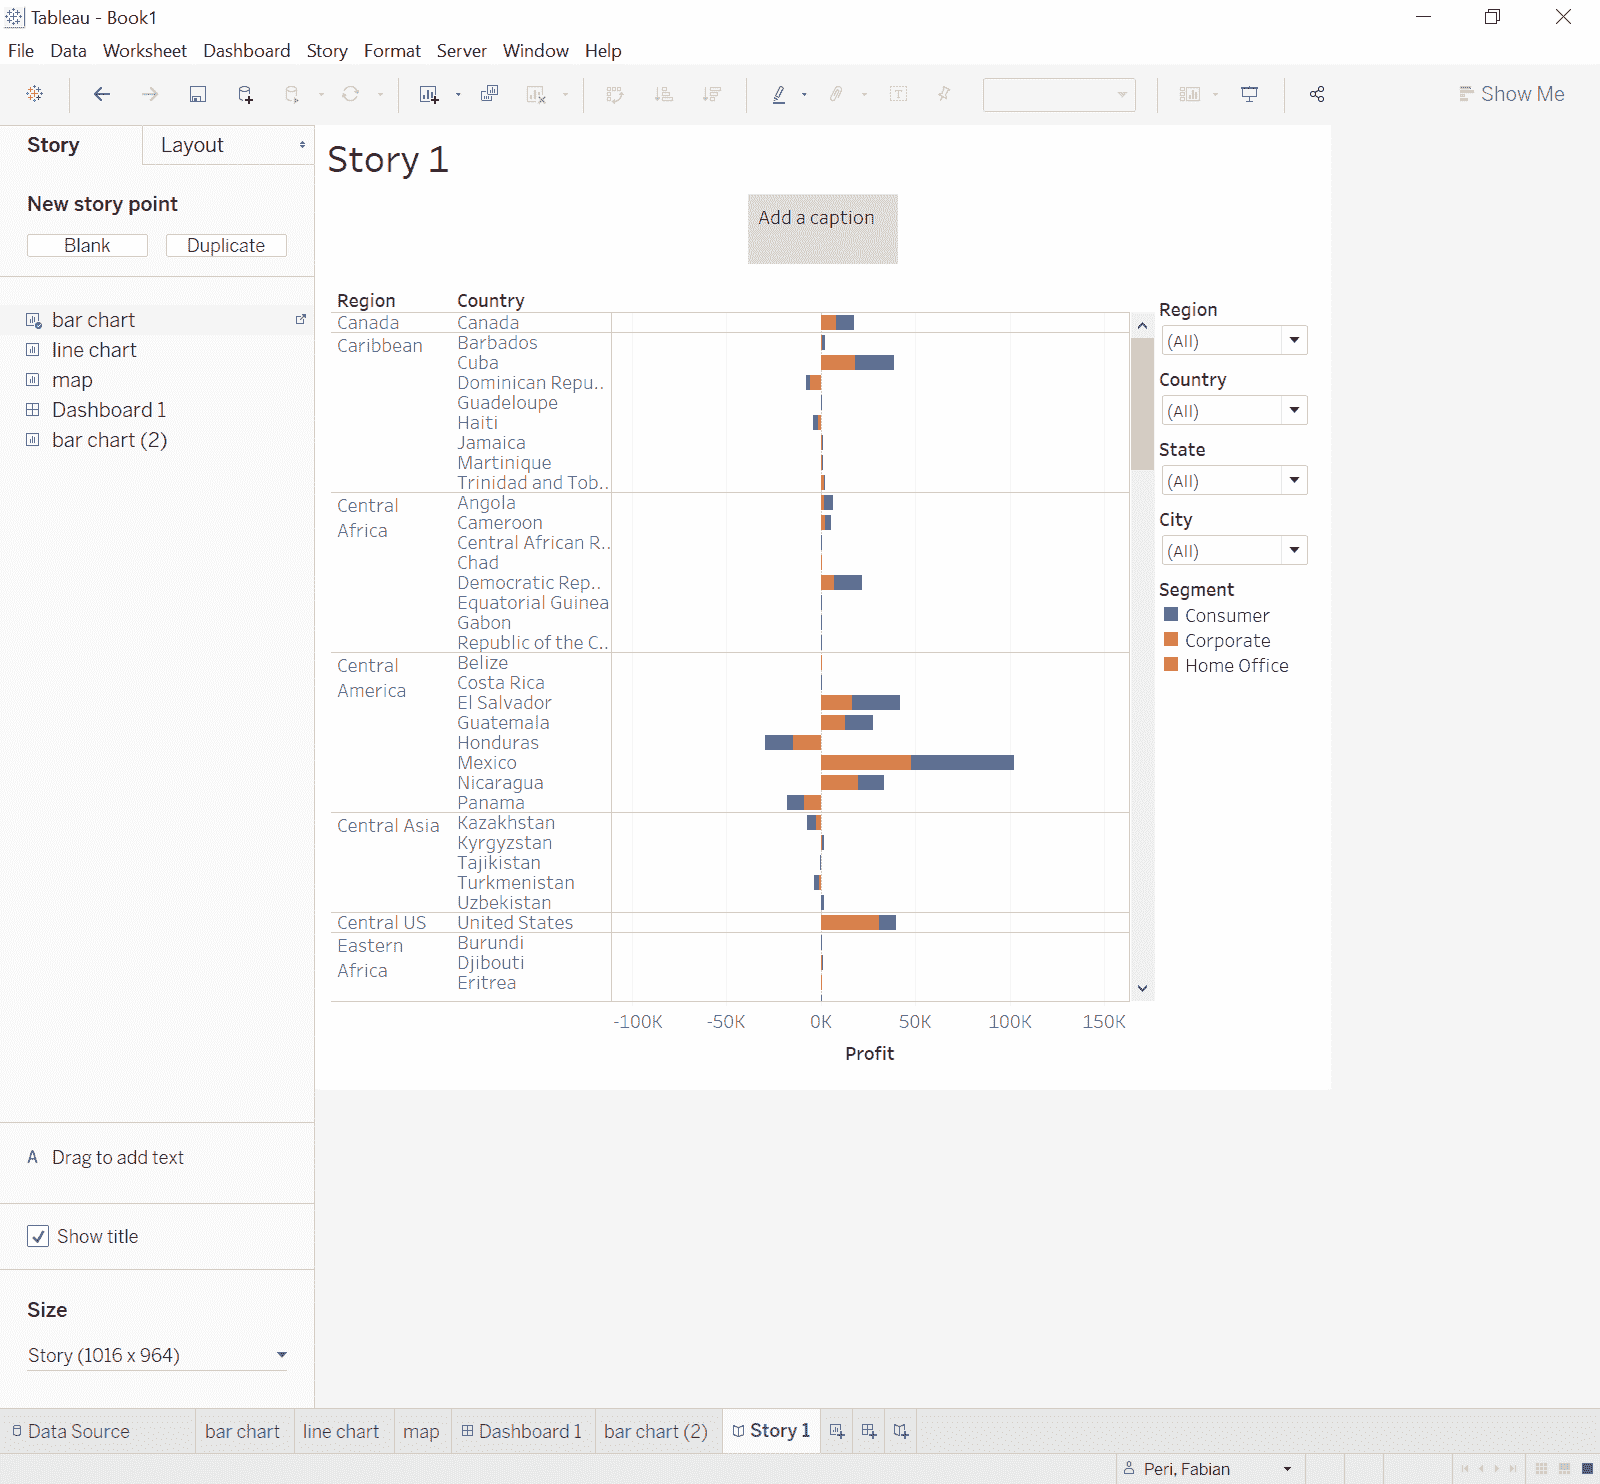 Tableau - Book1
File Data Worksheet Dashboard Story Format Server Window Help
Show Me
Story Layout
New story point
Blank Duplicate
bar chart
line chart
map
Dashboard 1
bar chart (2)
A Drag to add text
Show title
Size
Story (1016 x 964)
Story 1
Add a caption
Region Country
Canada Canada
Caribbean Barbados
Cuba
Dominican Repu..
Guadeloupe
Haiti
Jamaica
Martinique
Trinidad and Tob..
Central Africa Angola
Cameroon
Central African R..
Chad
Democratic Rep..
Equatorial Guinea
Gabon
Republic of the C..
Central America Belize
Costa Rica
El Salvador
Guatemala
Honduras
Mexico
Nicaragua
Panama
Central Asia Kazakhstan
Kyrgyzstan
Tajikistan
Turkmenistan
Uzbekistan
Central US United States
Eastern Africa Burundi
Djibouti
Eritrea
-100K -50K 0K 50K 100K 150K
Profit
Region
(All)
Country
(All)
State
(All)
City
(All)
Segment
Consumer
Corporate
Home Office
Data Source bar chart line chart map Dashboard 1 bar chart (2) Story 1
Peri, Fabian